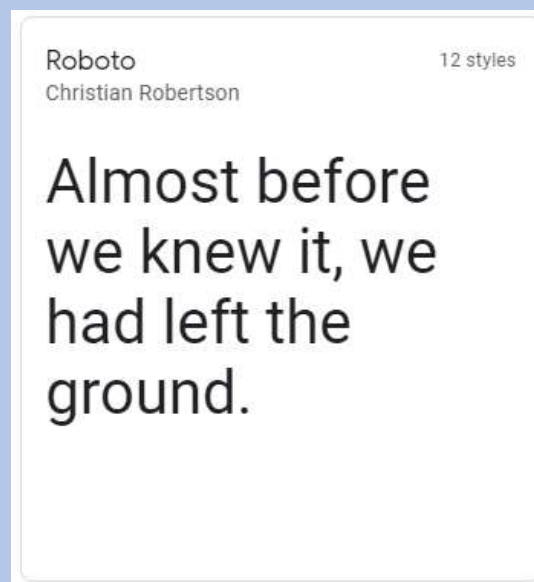 Roboto
12 styles
Christian Robertson
Almost before
we knew it, we
had left the
ground.